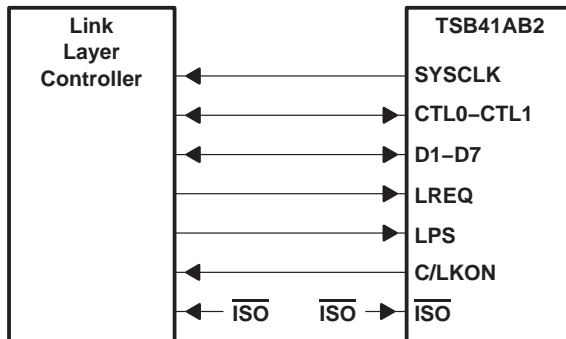 Link
Layer
Controller
TSB41AB2
SYSCLK
CTL0–CTL1
D1–D7
LREQ
LPS
C/LKON
ISO ISO ISO